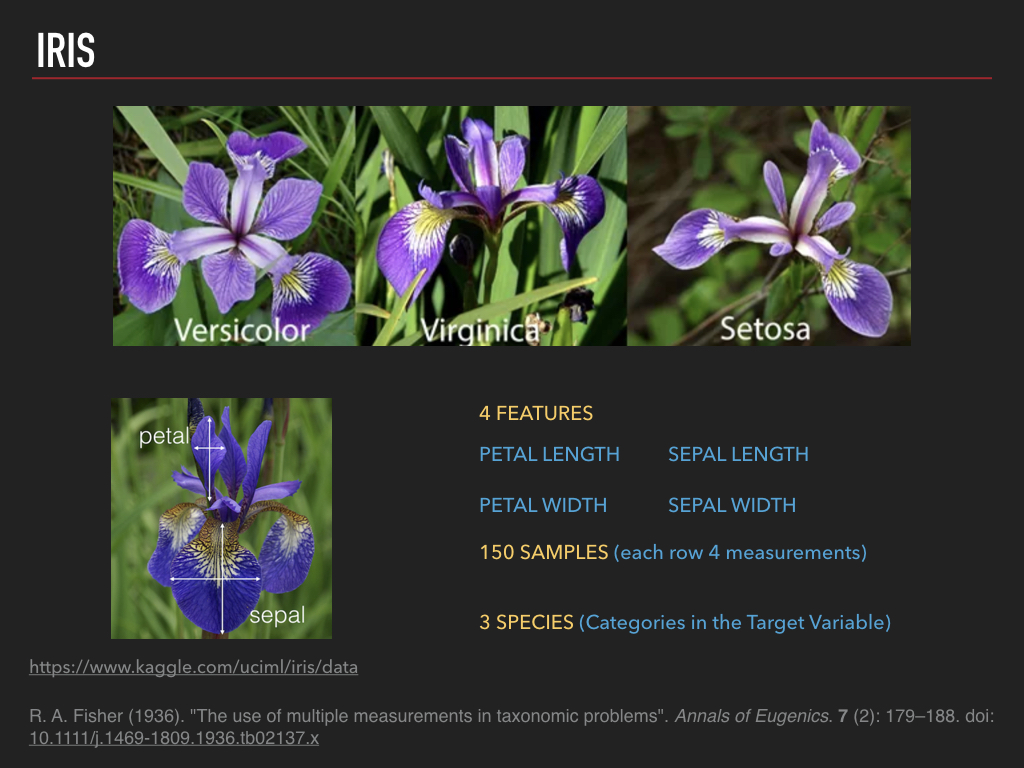 IRIS
Versicolor
Virginica
Setosa
petal
sepal
4 FEATURES
PETAL LENGTH SEPAL LENGTH
PETAL WIDTH SEPAL WIDTH
150 SAMPLES (each row 4 measurements)
3 SPECIES (Categories in the Target Variable)
https://www.kaggle.com/uciml/iris/data
R. A. Fisher (1936). "The use of multiple measurements in taxonomic problems". Annals of Eugenics. 7 (2): 179–188. doi:
10.1111/j.1469-1809.1936.tb02137.x